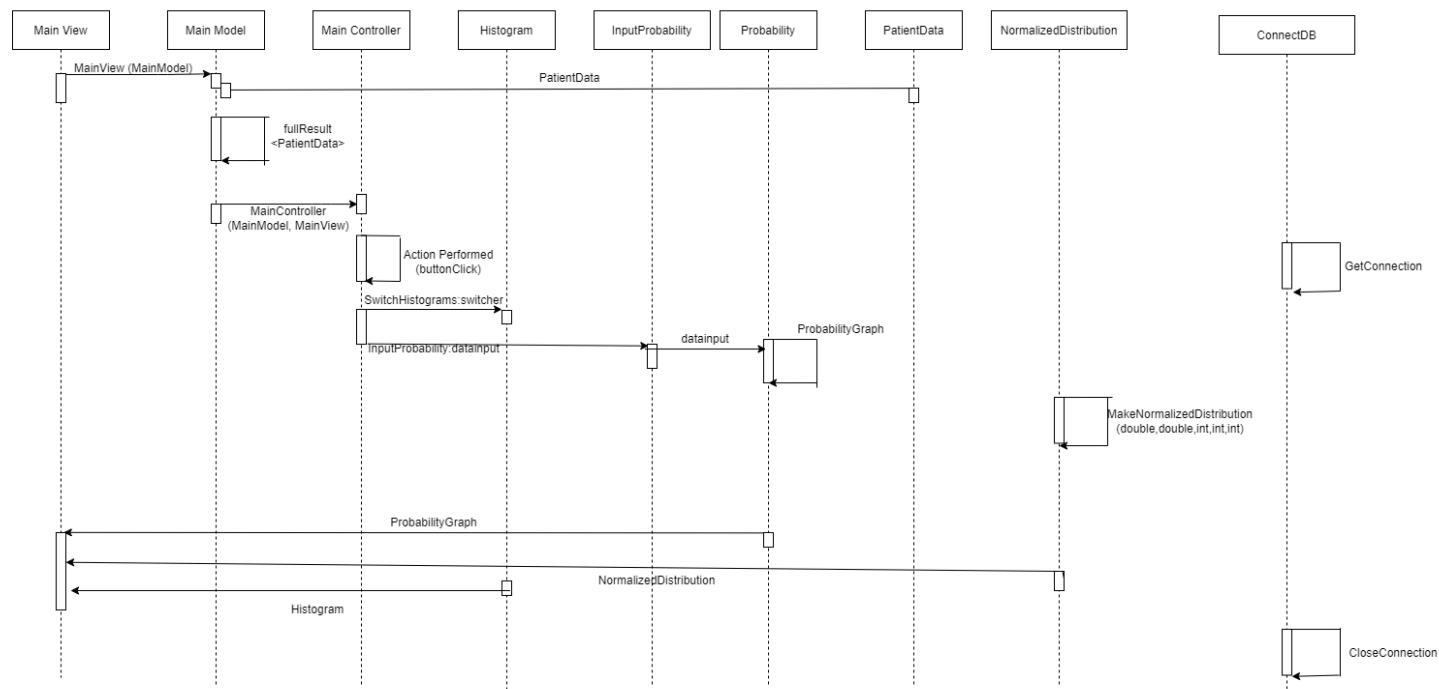 Main View
Main Model
Main Controller
Histogram
InputProbability
Probability
PatientData
NormalizedDistribution
ConnectDB
MainView (MainModel)
PatientData
fullResult
<PatientData>
MainController
(MainModel, MainView)
Action Performed
(buttonClick)
GetConnection
SwitchHistograms:switcher
InputProbability:datainput
datainput
ProbabilityGraph
MakeNormalizedDistribution
(double,double,int,int,int)
ProbabilityGraph
NormalizedDistribution
Histogram
CloseConnection